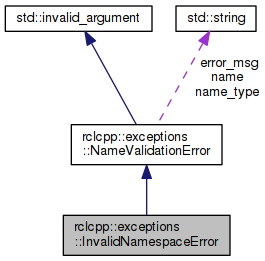 std::invalid_argument
std::string
error_msg
name
name_type
rclcpp::exceptions
::NameValidationError
rclcpp::exceptions
::InvalidNamespaceError